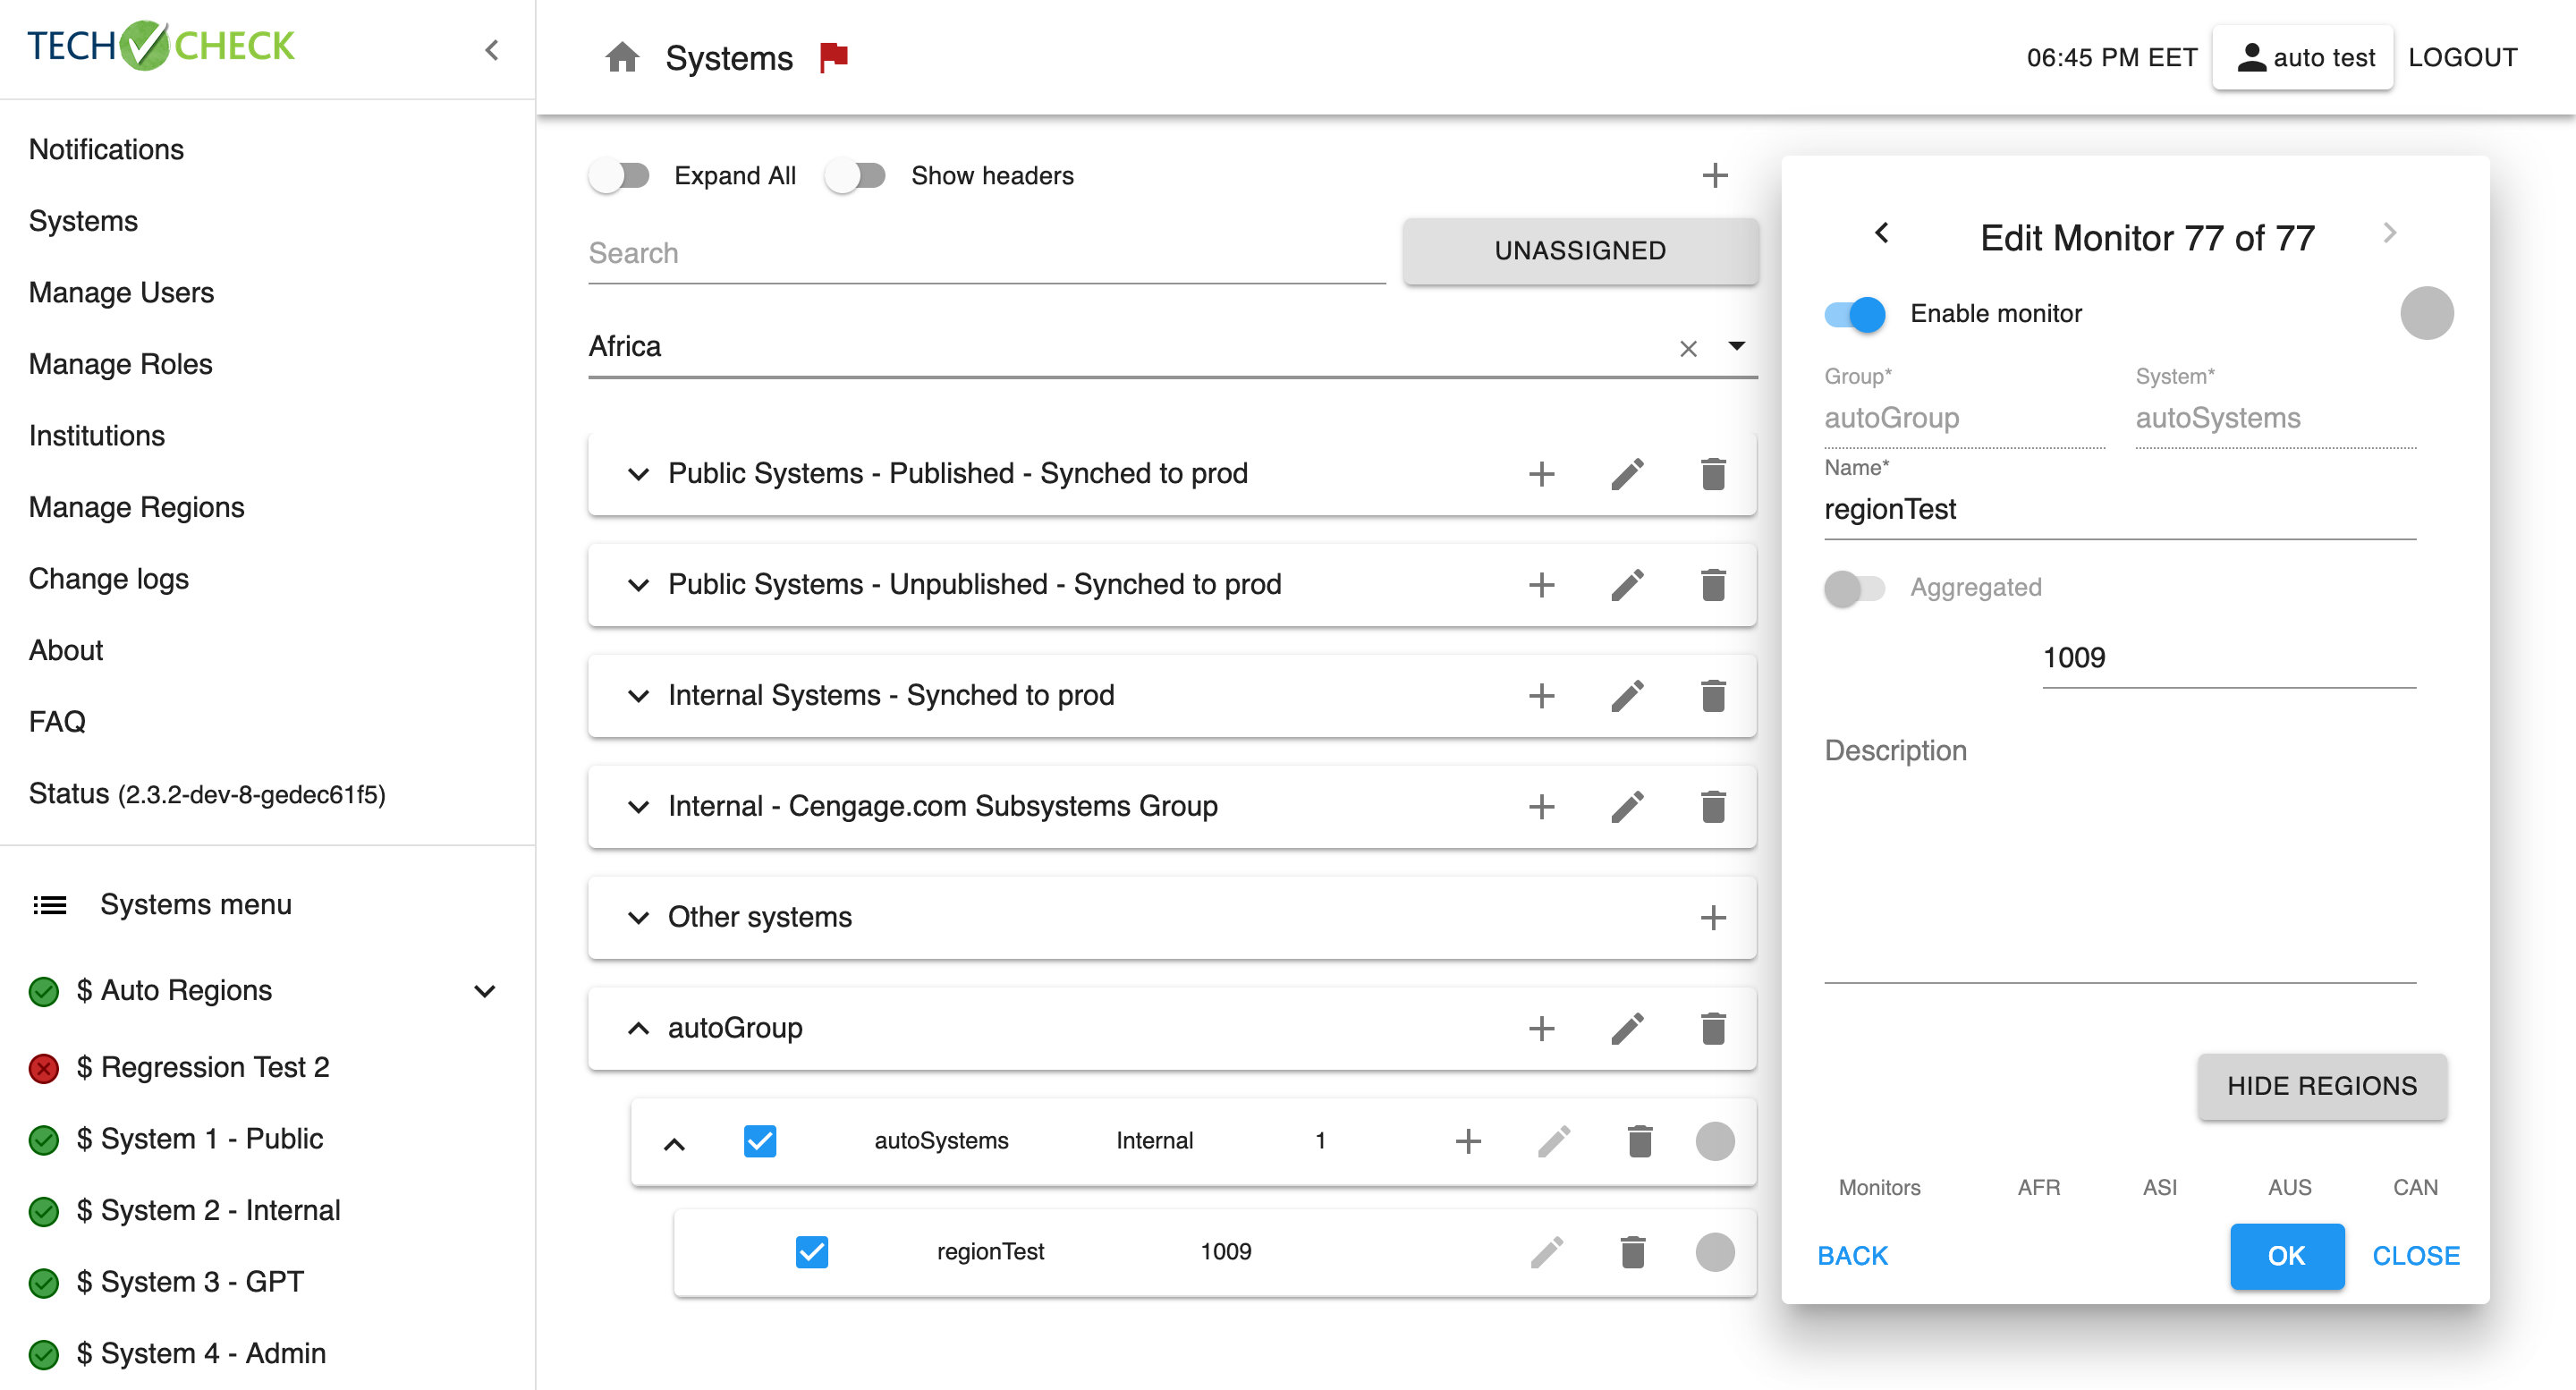 TECH CHECK
Notifications
Systems
Manage Users
Manage Roles
Institutions
Manage Regions
Change logs
About
FAQ
Status (2.3.2-dev-8-gedec61f5)
Systems menu
$ Auto Regions
$ Regression Test 2
$ System 1 - Public
$ System 2 - Internal
$ System 3 - GPT
$ System 4 - Admin
Systems
06:45 PM EET
auto test
LOGOUT
Expand All
Show headers
Search
UNASSIGNED
Africa
Public Systems - Published - Synched to prod
Public Systems - Unpublished - Synched to prod
Internal Systems - Synched to prod
Internal - Cengage.com Subsystems Group
Other systems
autoGroup
autoSystems Internal 1
regionTest 1009
Edit Monitor 77 of 77
Enable monitor
Group* System*
autoGroup autoSystems
Name*
regionTest
Aggregated
1009
Description
HIDE REGIONS
Monitors AFR ASI AUS CAN
BACK OK CLOSE